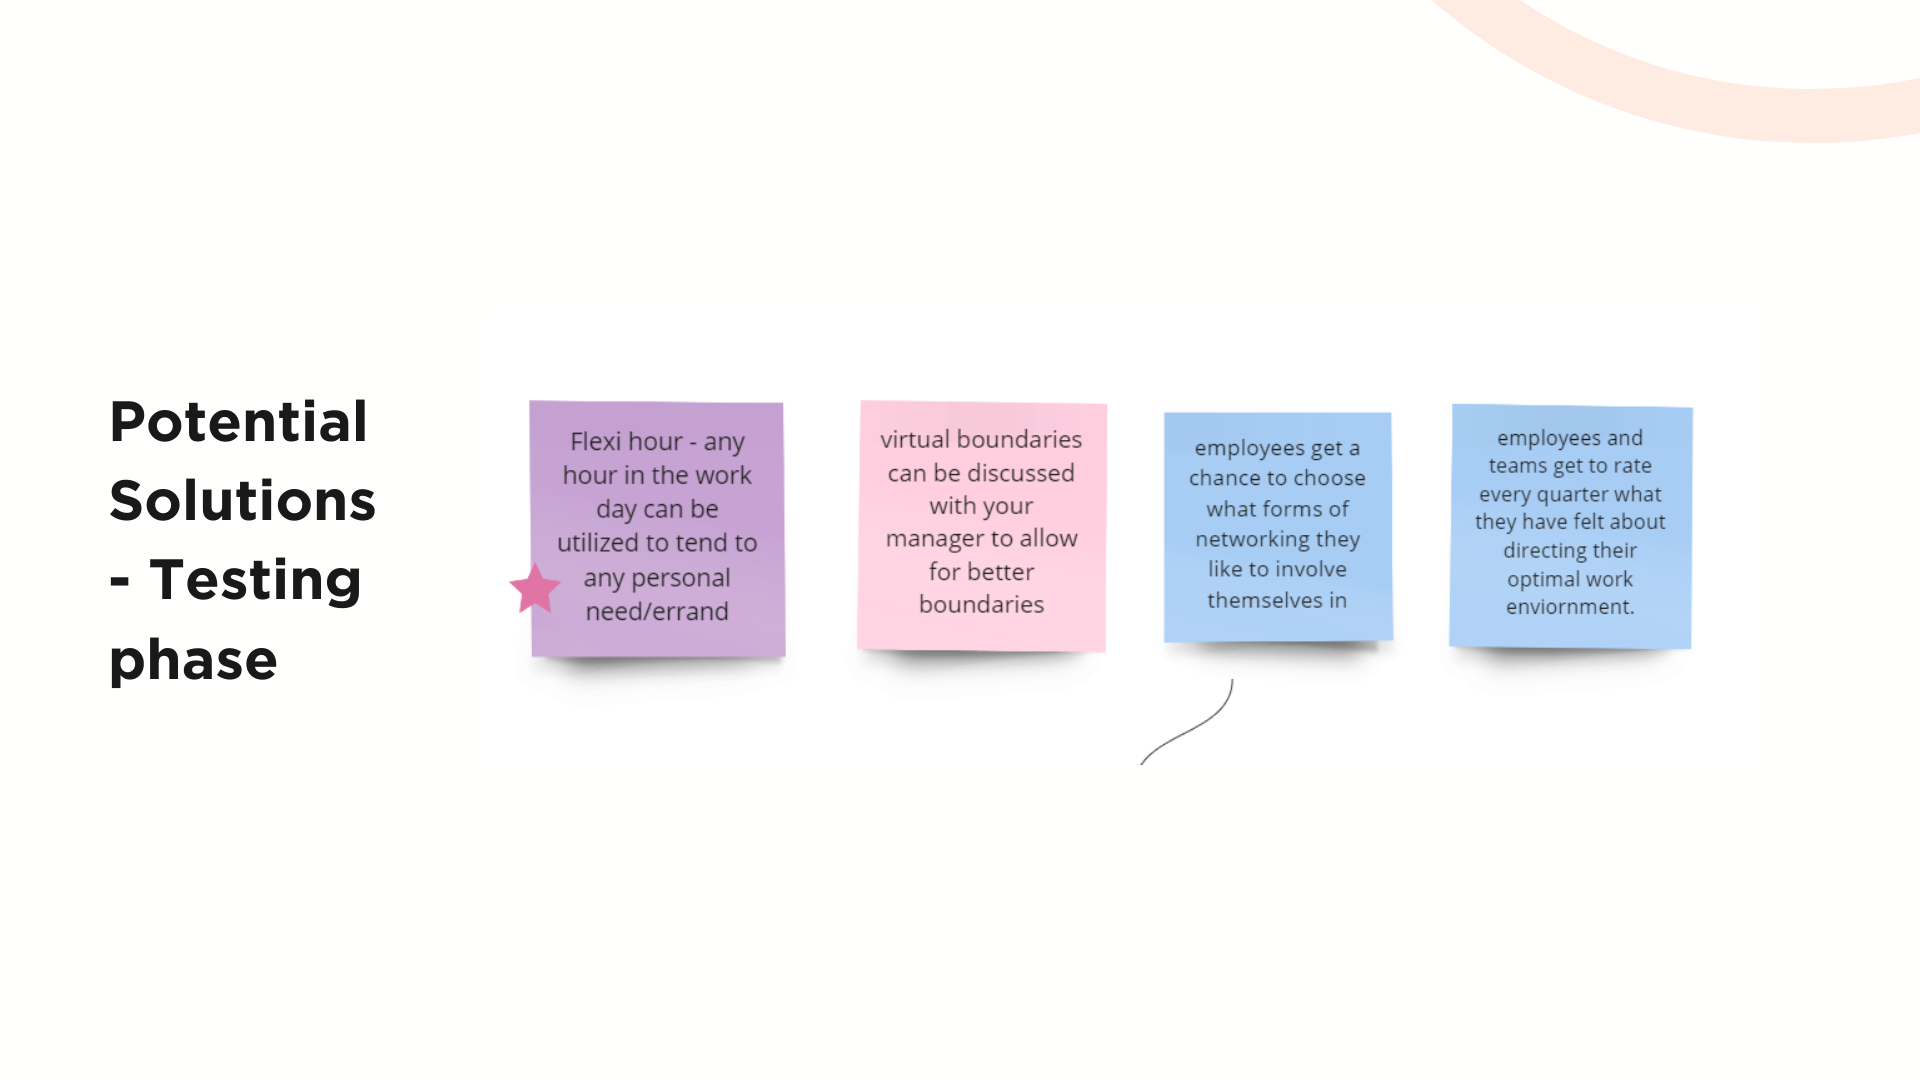 Potential
Solutions
- Testing
phase
Flexi hour - any
hour in the work
day can be
utilized to tend to
any personal
need/errand
virtual boundaries
can be discussed
with your
manager to allow
for better
boundaries
employees get a
chance to choose
what forms of
networking they
like to involve
themselves in
employees and
teams get to rate
every quarter what
they have felt about
directing their
optimal work
enviornment.